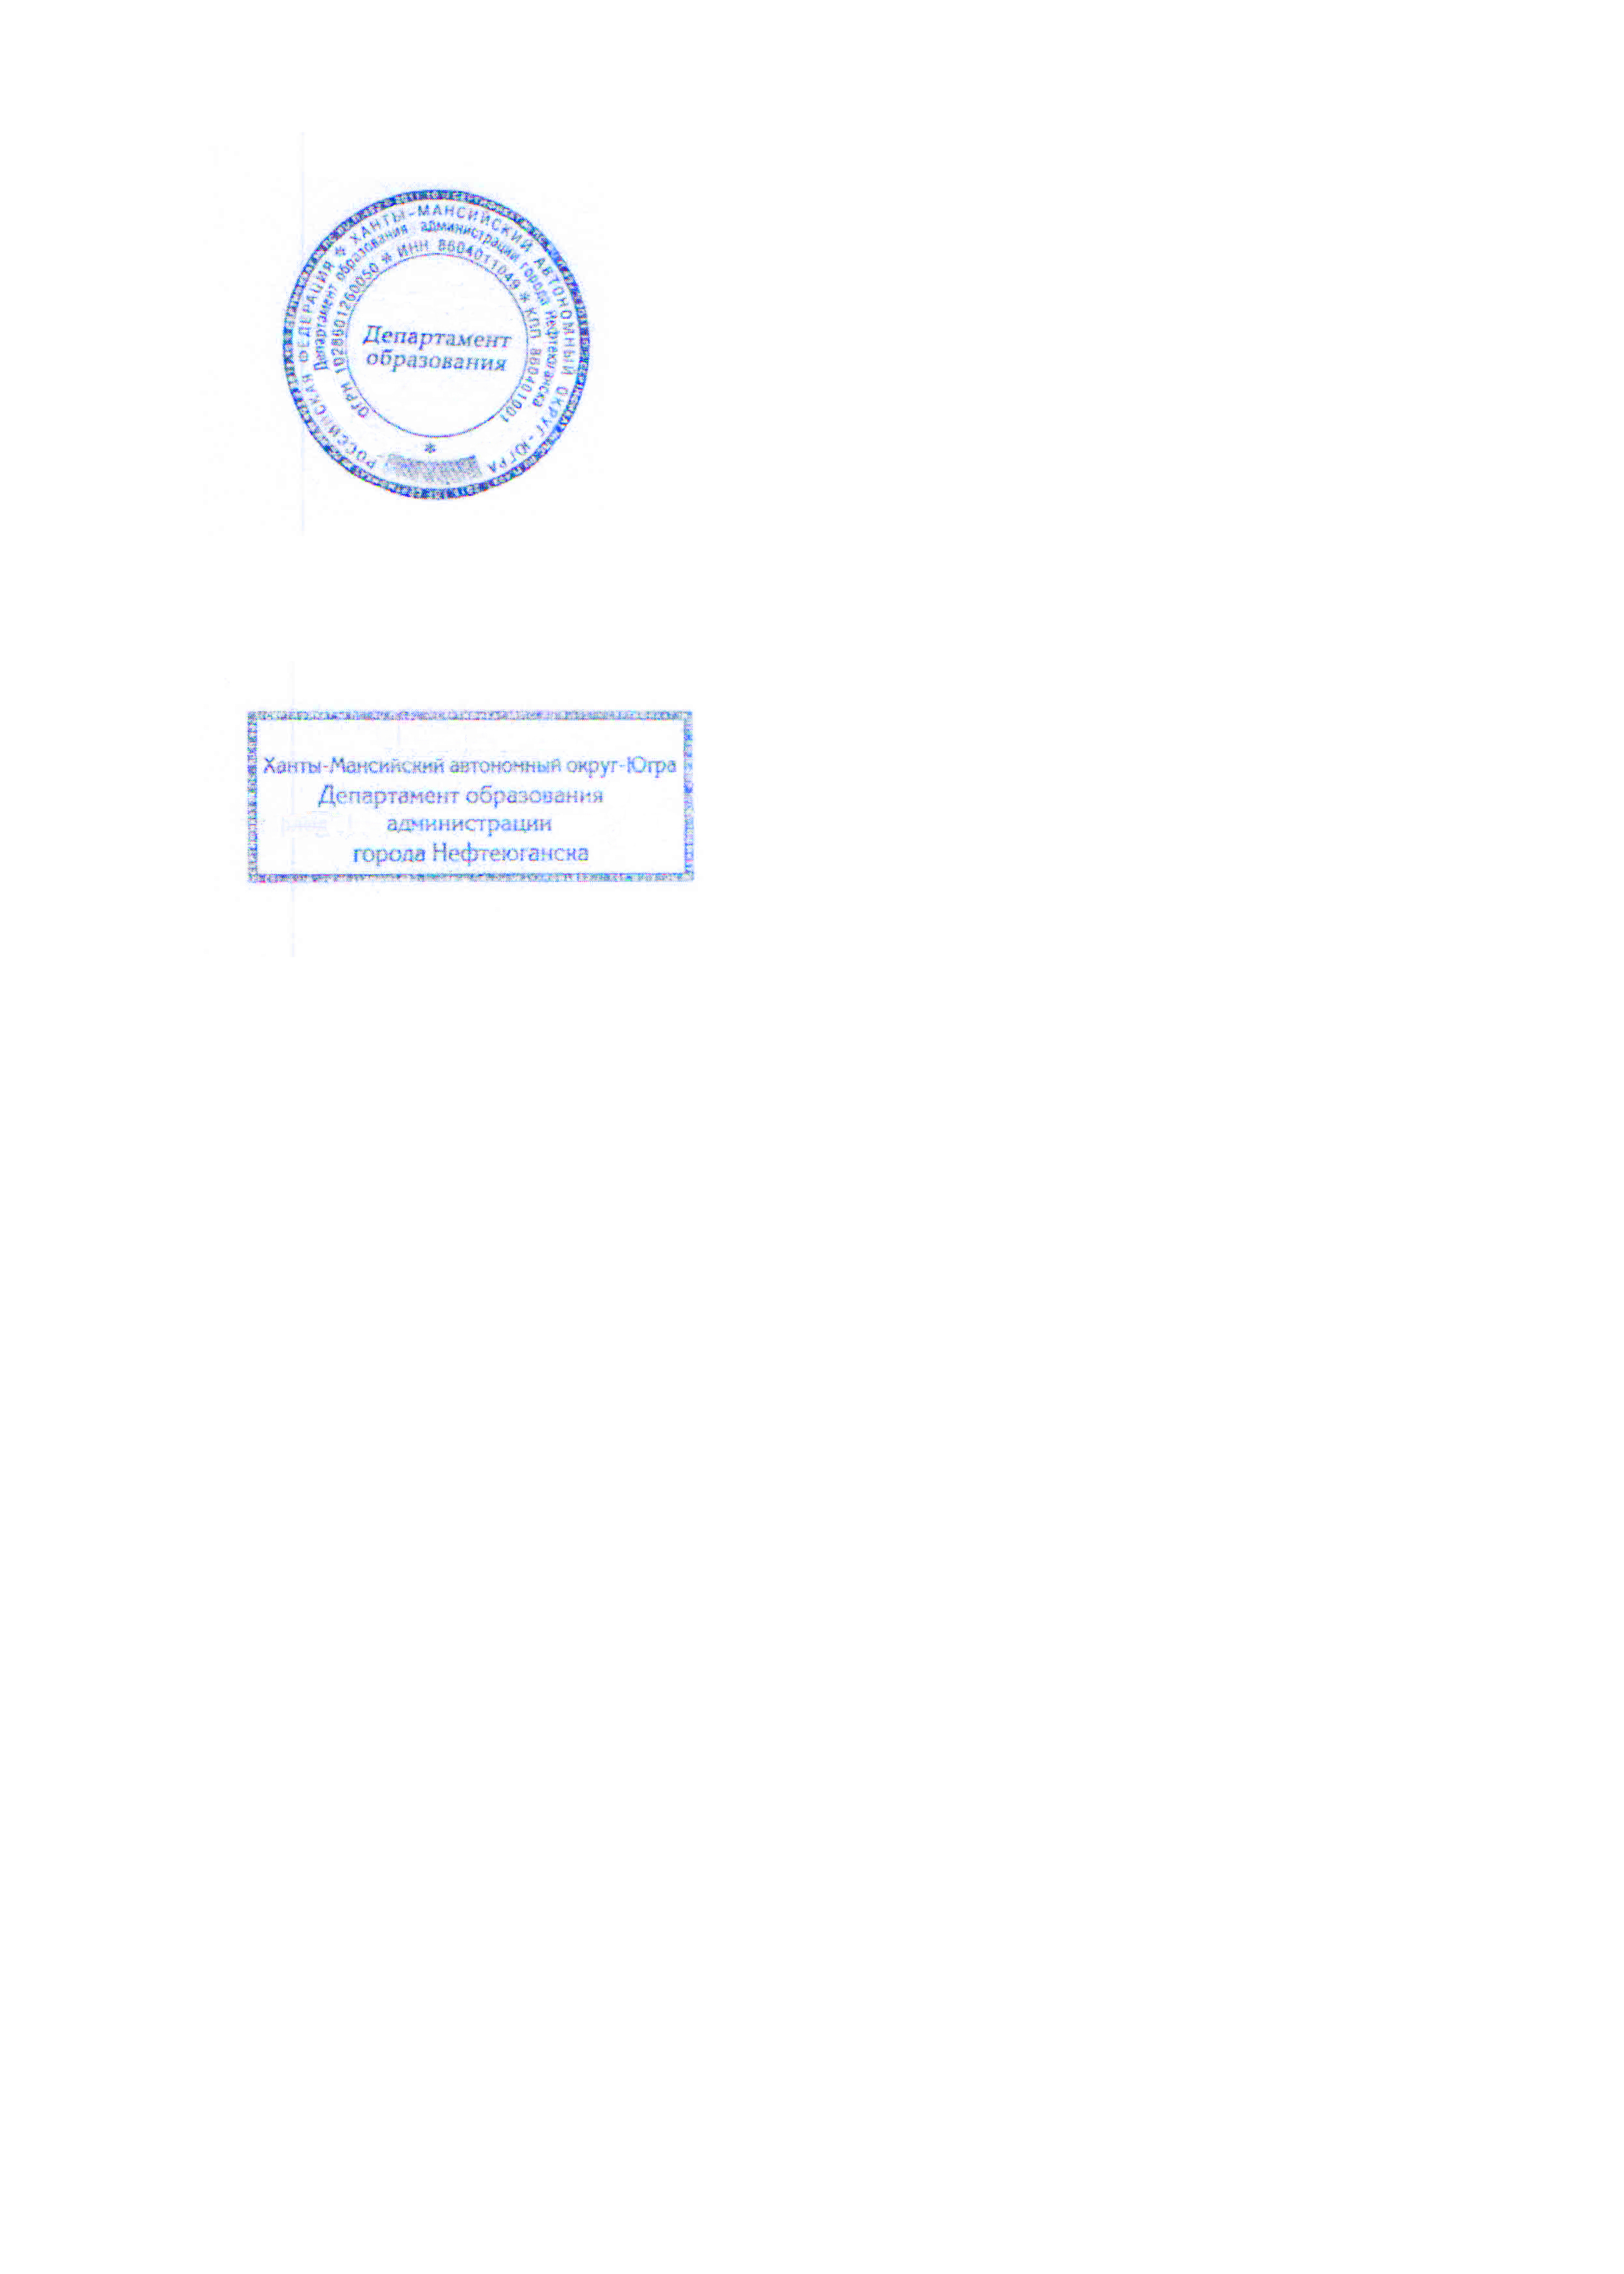 РОССИЙСКАЯ ФЕДЕРАЦИЯ * ХАНТЫ-МАНСИЙСКИЙ АВТОНОМНЫЙ ОКРУГ-ЮГРА
Департамент образования администрации города Нефтеюганска
ОГРН 1028601260050 * ИНН 8604011049 * КПП 860401001
*
Департамент
образования
Ханты-Мансийский автономный округ-Югра
Департамент образования
администрации
города Нефтеюганска